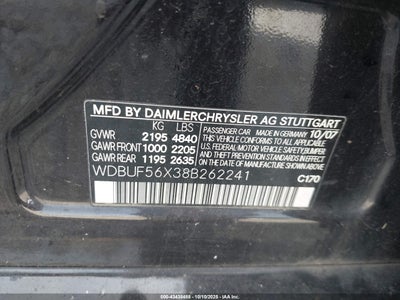 MFD BY DAIMLERCHRYSLER AG STUTTGART
KG LBS MADE IN GERMANY 10/07
GVWR 2195 4840
GAWR FRONT 1000 2205
GAWR REAR 1195 2635
THIS VEHICLE CONFORMS TO ALL APPLICABLE
U.S. FEDERAL MOTOR VEHICLE SAFETY/BUMPER
AND THEFT PREVENTION STANDARDS IN EFFECT
ON THE DATE OF MANUFACTURE SHOWN ABOVE.
WDBUF56X38B262241
C170